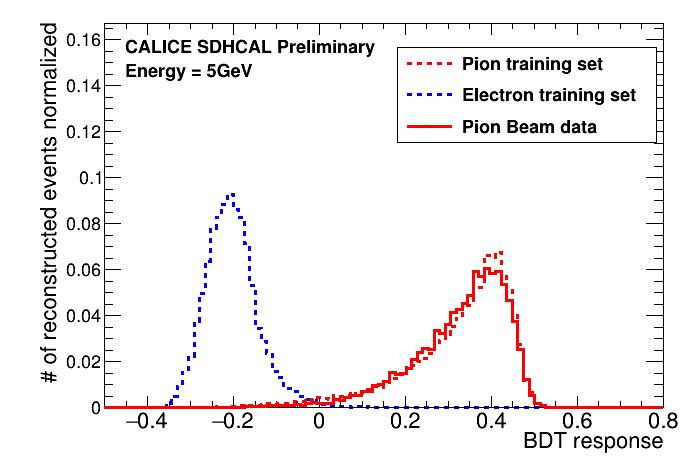 CALICE SDHCAL Preliminary
Energy = 5GeV
Pion training set
Electron training set
Pion Beam data
# of reconstructed events normalized
0.16
0.14
0.12
0.1
0.08
0.06
0.04
0.02
0
−0.4 −0.2 0 0.2 0.4 0.6 0.8
BDT response